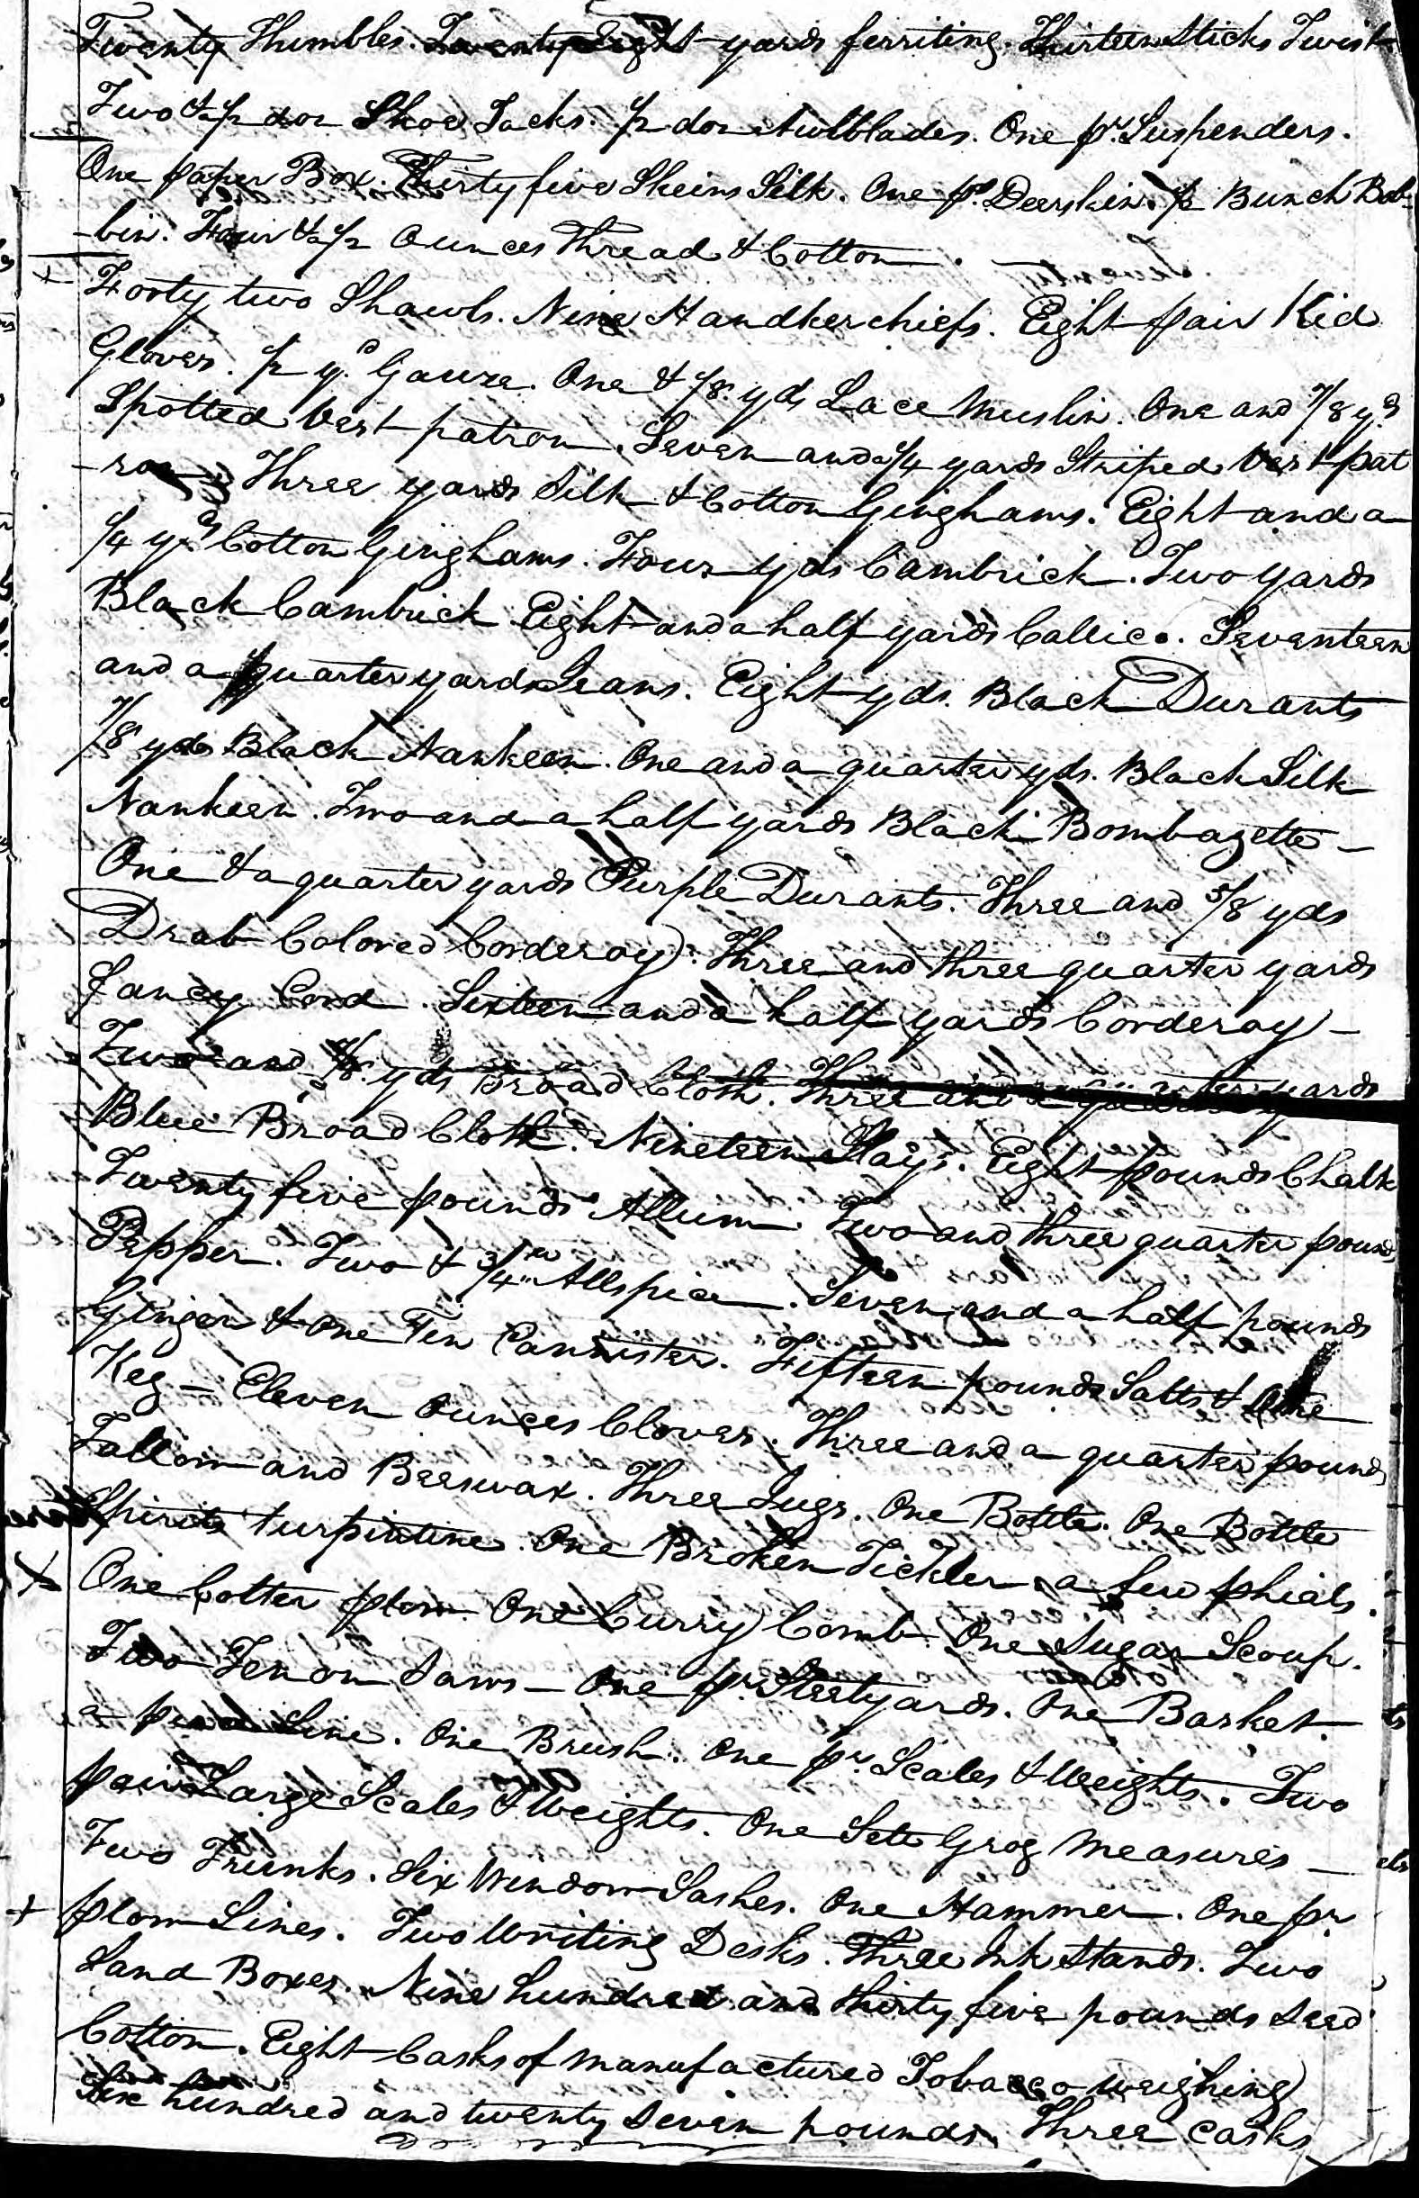 Twenty Thimbles. Twenty Eight yards ferriting. Thirteen Sticks Twist
Two & 1/2 doz Shoe Tacks. 1/2 doz Awlblades. One pr. Suspenders.
One paper Box. Thirty five Skeins Silk. One ps. Deerskin. 1/2 Bunch Bob-
-bin. Four & 1/2 Ounces Thread & Cotton.
Forty two Shawls. Nine Handkerchiefs. Eight pair Kid
Gloves. 1/2 yd Gauze. One & 1/8 yds Lace Muslin. One and 7/8 yds
Spotted Vest patron. Seven and a 1/4 yards Striped Vest pat
-ron. Three yards Silk & Cotton Ginghams. Eight and a
1/4 yds Cotton Ginghams. Four yds Cambrick. Two yards
Black Cambrick Eight and a half yards Callico. Seventeen
and a quarter yards Jeans. Eight yds. Black Durants
7/8 yds Black Nankeen. One and a quarter yds. Black Silk
Nankeen. Two and a half yards Black Bombazette -
One & a quarter yards Purple Durants. Three and 5/8 yds
Drab Colored Corderoy. Three and three quarter yards
fancy Cord. Sixteen and a half yards Corderoy -
Two and yds Broad Cloth. Three and a quarter yards
Blue Broad Cloth. Nineteen Slays. Eight pounds Chalk
Twenty five pounds Allum. Two and three quarter pounds
Pepper. Two & 3/4 Allspice. Seven and a half pounds
Ginger & One Tin Cannister. Fifteen pounds Salts & One
Keg - Eleven Ounces Cloves. Three and a quarter pounds
Tallow and Beeswax. Three Jugs. One Bottle. One Bottle
Spirits turpintine. One Broken Tickler. a few phials.
One Colter plow. One Curry Comb One Sugar Scoup.
Two Tenon Saws - One pr. Steelyards. One Basket
a Line. One Brush. One pr. Scales & Weights. Two
pair Large Scales & Weights. One Sett Grog Measures -
Two Trunks. Six Window Sashes. One Hammer. One pr
plow Lines. Two Writing Desks. Three Ink Stands. Two
Sand Boxes. Nine hundred and thirty five pounds Seed
Cotton. Eight Casks of manufactured Tobacco weighing
Six hundred and twenty Seven pounds. Three Casks